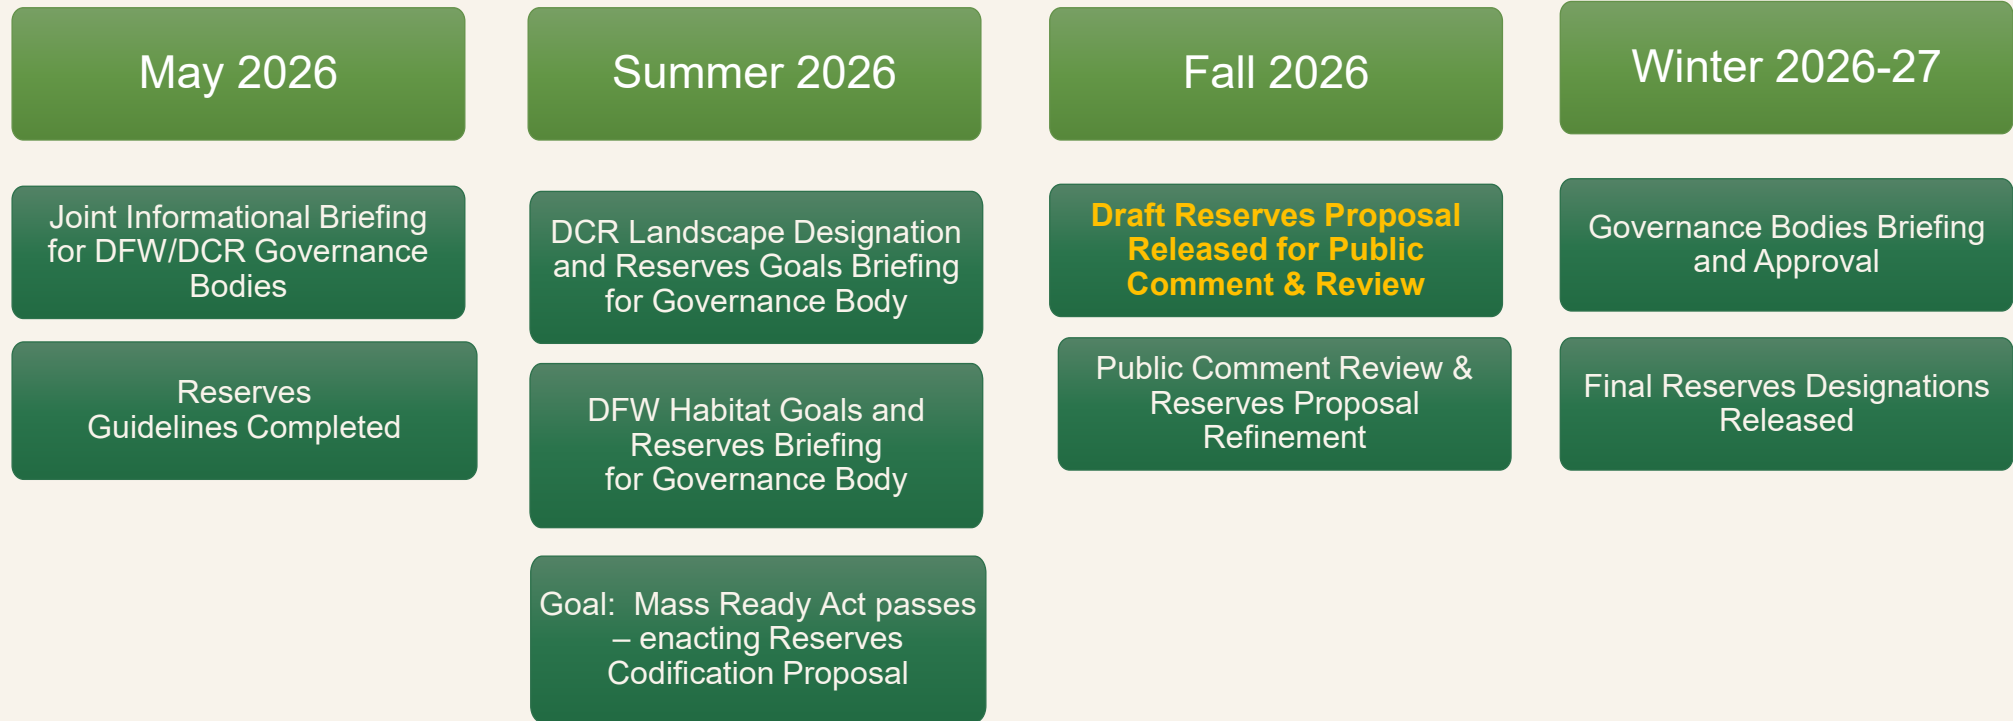 May 2026
Joint Informational Briefing
for DFW/DCR Governance
Bodies
Reserves
Guidelines Completed
Summer 2026
DCR Landscape Designation
and Reserves Goals Briefing
for Governance Body
DFW Habitat Goals and
Reserves Briefing
for Governance Body
Goal:  Mass Ready Act passes
– enacting Reserves
Codification Proposal
Fall 2026
Draft Reserves Proposal
Released for Public
Comment & Review
Public Comment Review &
Reserves Proposal
Refinement
Winter 2026-27
Governance Bodies Briefing
and Approval
Final Reserves Designations
Released